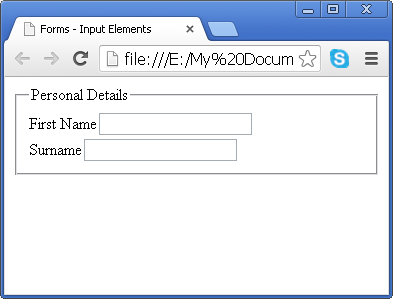 Forms - Input Elements
file:///E:/My%20Docum
Personal Details
First Name
Surname